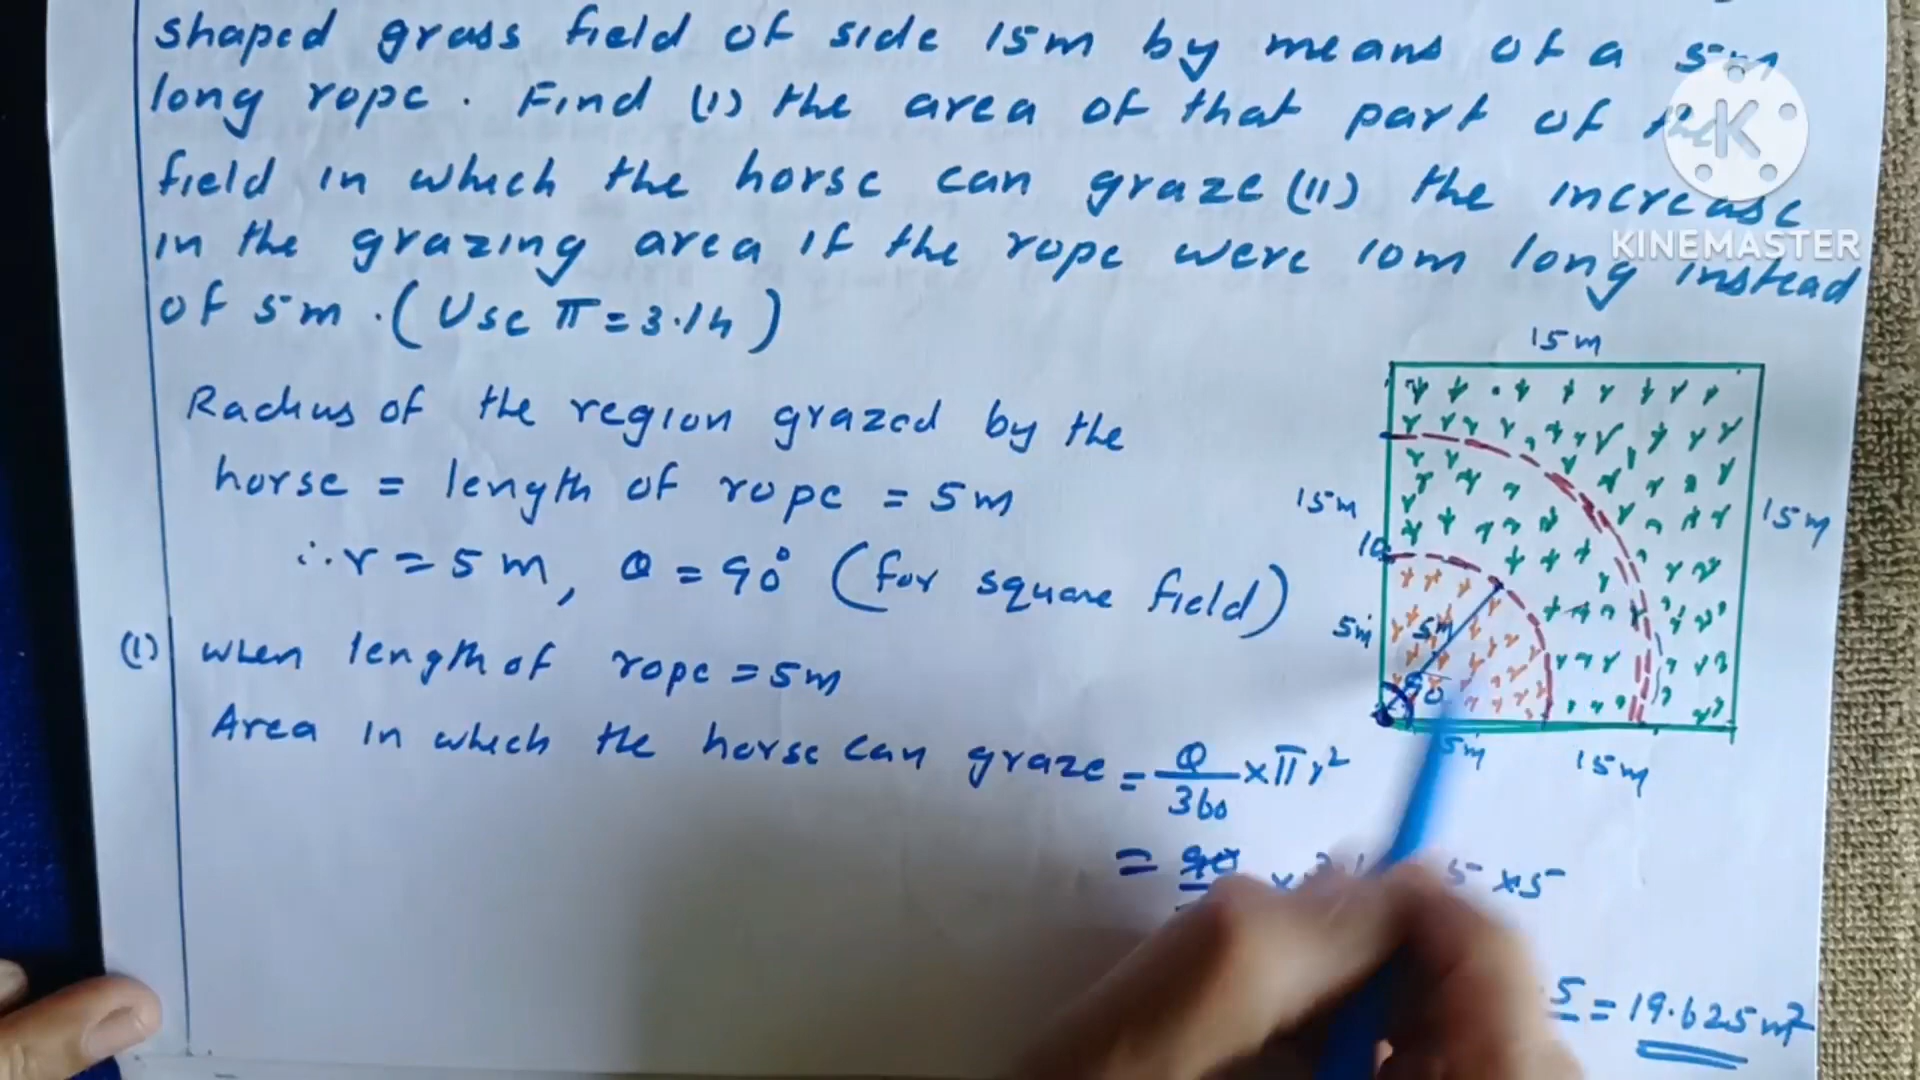 shaped grass field of side 15m by means of a 5m
long rope. Find (I) the area of that part of the
field in which the horse can graze (II) the increase
in the grazing area if the rope were 10m long instead
of 5m. (Use π = 3.14)
K
KINEMASTER
15m
Radius of the region grazed by the
horse = length of rope = 5m
15m
15m
∴ r = 5m, θ = 90° (for square field)
10
5m
5m
90
(1) when length of rope = 5m
Area in which the horse can graze = θ/360 × πr²
5m
15m
= 90 × 5 × 5
5 = 19.625m²